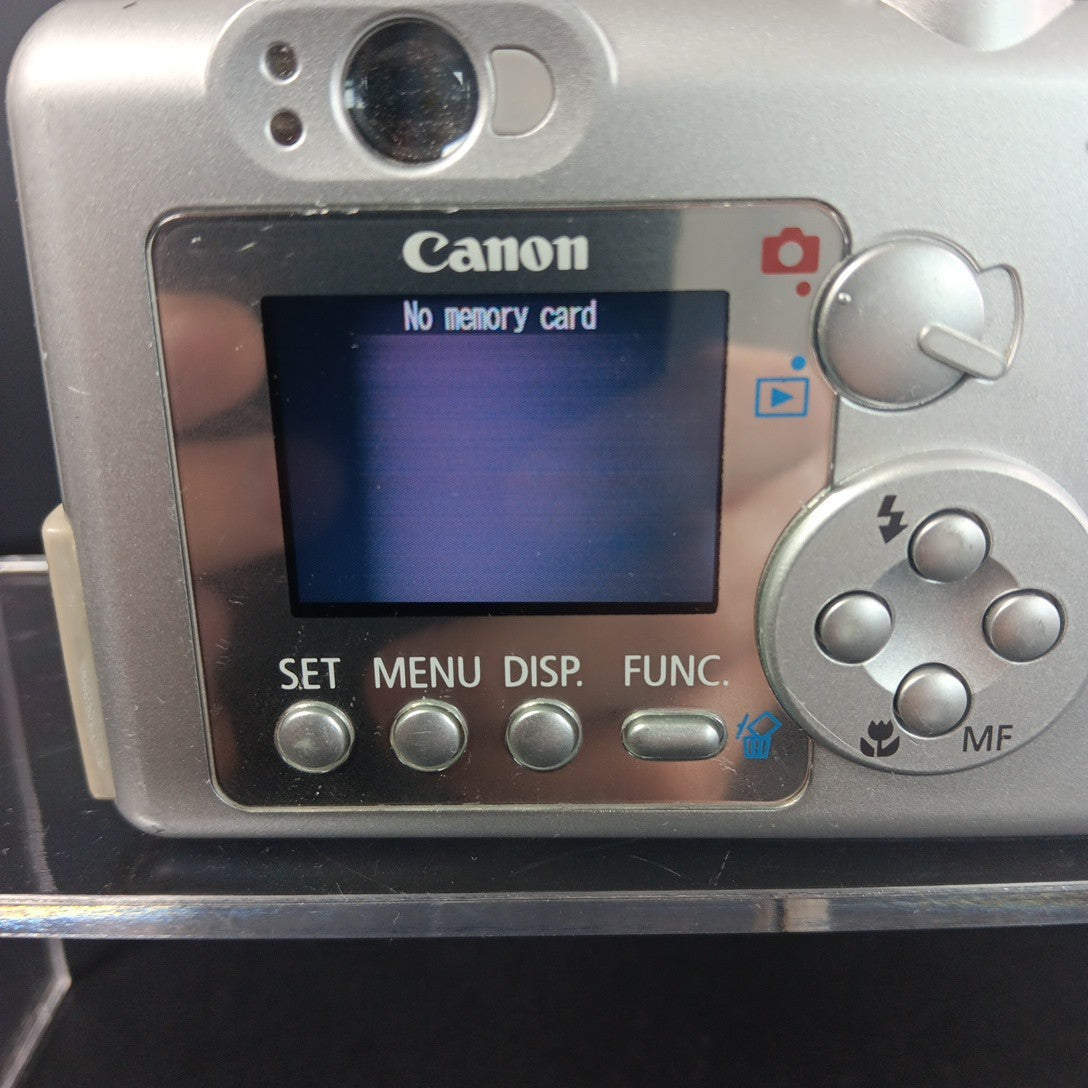 Canon
No memory card
SET MENU DISP. FUNC.
MF